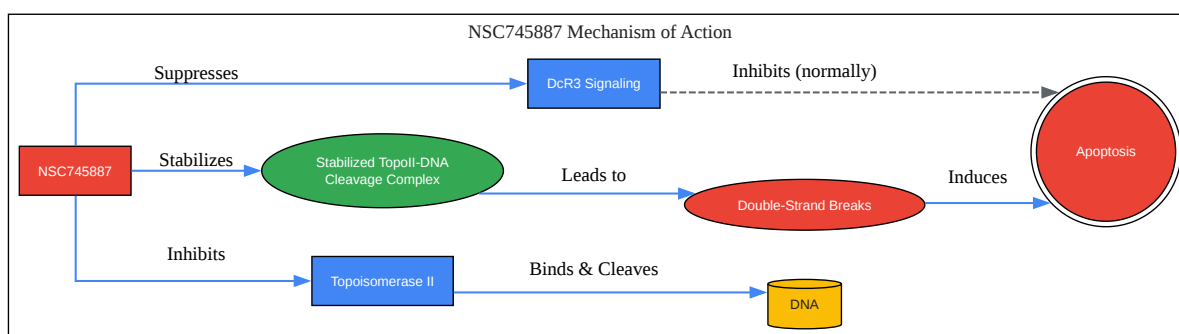 NSC745887 Mechanism of Action
Suppresses
DcR3 Signaling
Inhibits (normally)
NSC745887
Stabilizes
Stabilized TopoII-DNA
Cleavage Complex
Leads to
Double-Strand Breaks
Induces
Apoptosis
Inhibits
Topoisomerase II
Binds & Cleaves
DNA